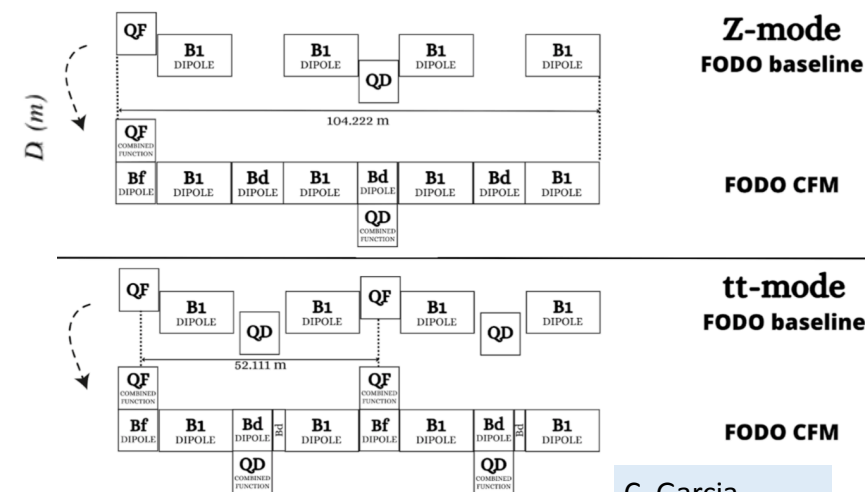 QF
B1
DIPOLE
B1
DIPOLE
QD
B1
DIPOLE
B1
DIPOLE
Z-mode
FODO baseline
D (m)
104.222 m
QF
COMBINED
FUNCTION
Bf
DIPOLE
B1
DIPOLE
Bd
DIPOLE
B1
DIPOLE
Bd
DIPOLE
B1
DIPOLE
Bd
DIPOLE
B1
DIPOLE
QD
COMBINED
FUNCTION
FODO CFM
QF
B1
DIPOLE
QD
B1
DIPOLE
QF
B1
DIPOLE
QD
B1
DIPOLE
tt-mode
FODO baseline
52.111 m
QF
COMBINED
FUNCTION
QF
COMBINED
FUNCTION
Bf
DIPOLE
B1
DIPOLE
Bd
DIPOLE
Bd
B1
DIPOLE
Bf
DIPOLE
B1
DIPOLE
Bd
DIPOLE
Bd
B1
DIPOLE
QD
COMBINED
FUNCTION
QD
COMBINED
FUNCTION
FODO CFM
C. Garcia